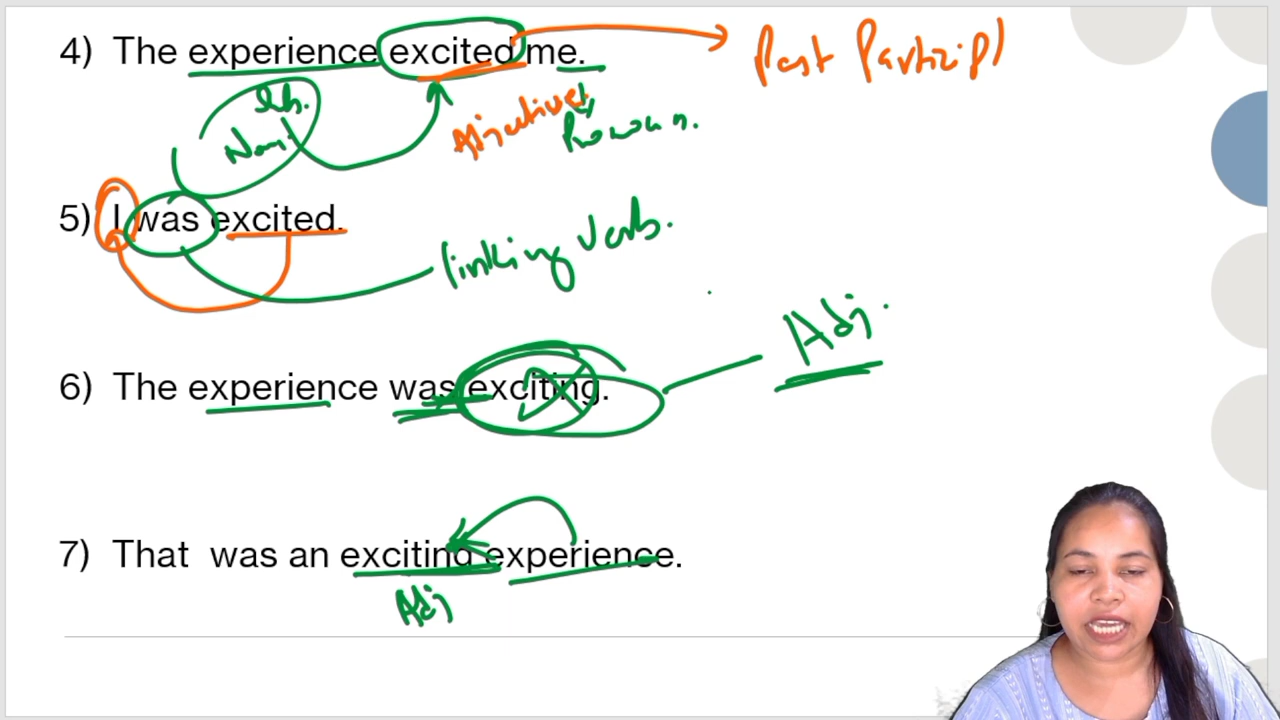 4) The experience excited me.
Past Participl
Sub.
Noun
Adjective
Pronoun.
5) I was excited.
linking verb.
Adj.
6) The experience was exciting.
7) That was an exciting experience.
Adj